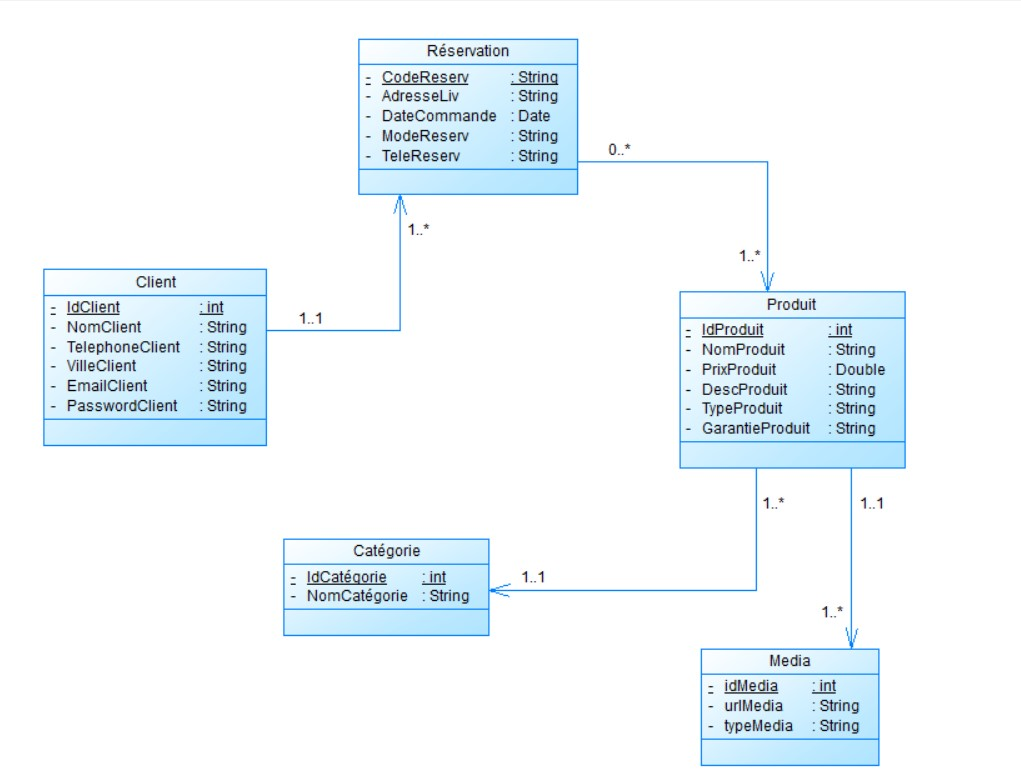 Réservation
- CodeReserv : String
- AdresseLiv : String
- DateCommande : Date
- ModeReserv : String
- TeleReserv : String
0..*
1..*
1..*
Client
- IdClient : int
- NomClient : String
- TelephoneClient : String
- VilleClient : String
- EmailClient : String
- PasswordClient : String
1..1
Produit
- IdProduit : int
- NomProduit : String
- PrixProduit : Double
- DescProduit : String
- TypeProduit : String
- GarantieProduit : String
1..*
1..1
Catégorie
- IdCatégorie : int
- NomCatégorie : String
1..1
1..*
Media
- idMedia : int
- urlMedia : String
- typeMedia : String